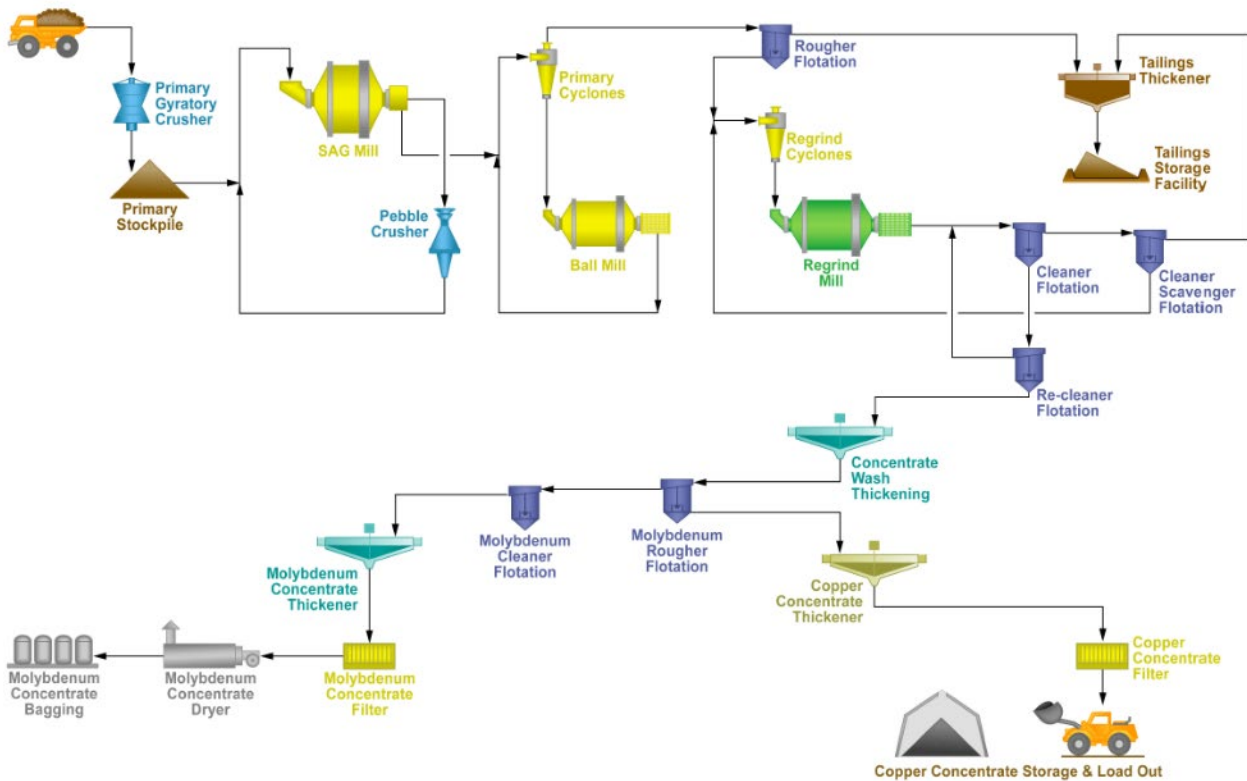 Primary
Gyratory
Crusher
Primary
Stockpile
SAG Mill
Pebble
Crusher
Primary
Cyclones
Ball Mill
Rougher
Flotation
Regrind
Cyclones
Regrind
Mill
Tailings
Thickener
Tailings
Storage
Facility
Cleaner
Flotation
Cleaner
Scavenger
Flotation
Re-cleaner
Flotation
Concentrate
Wash
Thickening
Molybdenum
Rougher
Flotation
Molybdenum
Cleaner
Flotation
Molybdenum
Concentrate
Thickener
Copper
Concentrate
Thickener
Molybdenum
Concentrate
Bagging
Molybdenum
Concentrate
Dryer
Molybdenum
Concentrate
Filter
Copper
Concentrate
Filter
Copper Concentrate Storage & Load Out